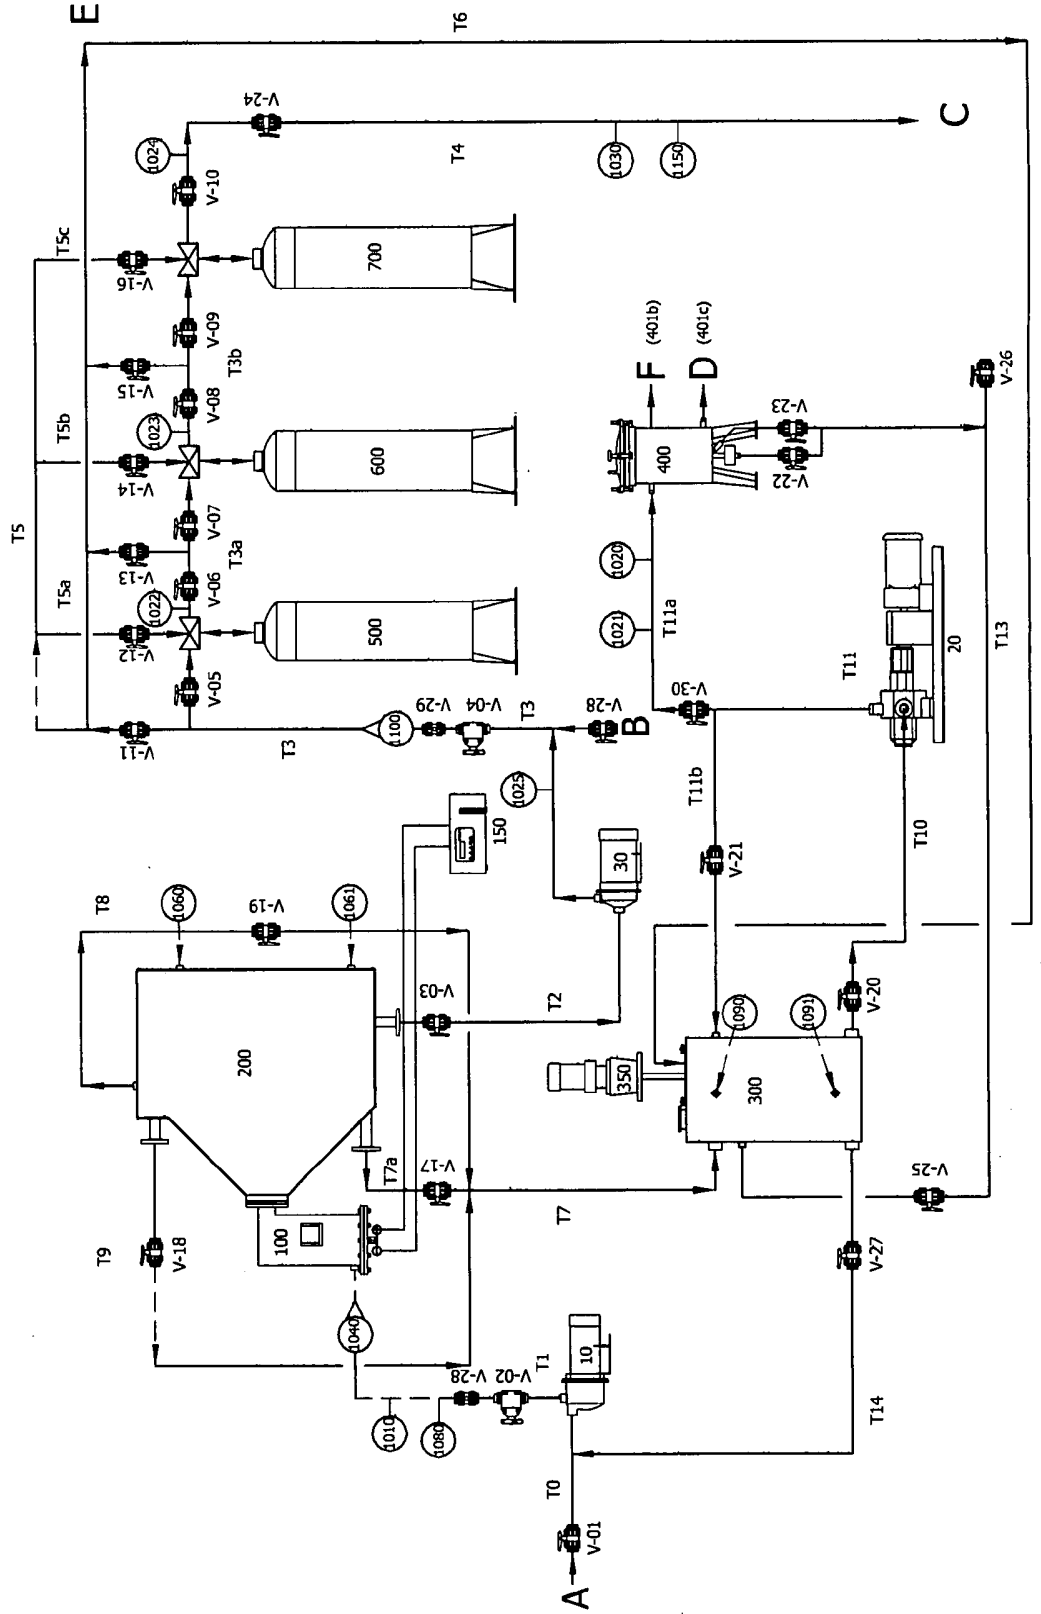 E
T6
V-24
C
1024
T4
1030
1150
V-10
T5c
V-16
700
V-09
T3b
V-15
V-08
T5b
1023
V-14
600
F
(401b)
D
(401c)
V-26
V-23
400
V-22
T5
V-07
T3a
V-13
V-06
T5a
1022
V-12
500
1020
1021
T11a
V-05
V-30
T11
20
T13
V-11
T3
1100
V-29
V-04
T3
V-28
B
1025
T11b
150
30
V-21
T10
T8
1060
V-19
1061
200
V-03
T2
1090
1091
V-20
350
300
T7a
V-17
T7
V-25
T9
V-18
100
1040
V-27
1010
1080
V-28
V-02
T1
10
T14
T0
V-01
A